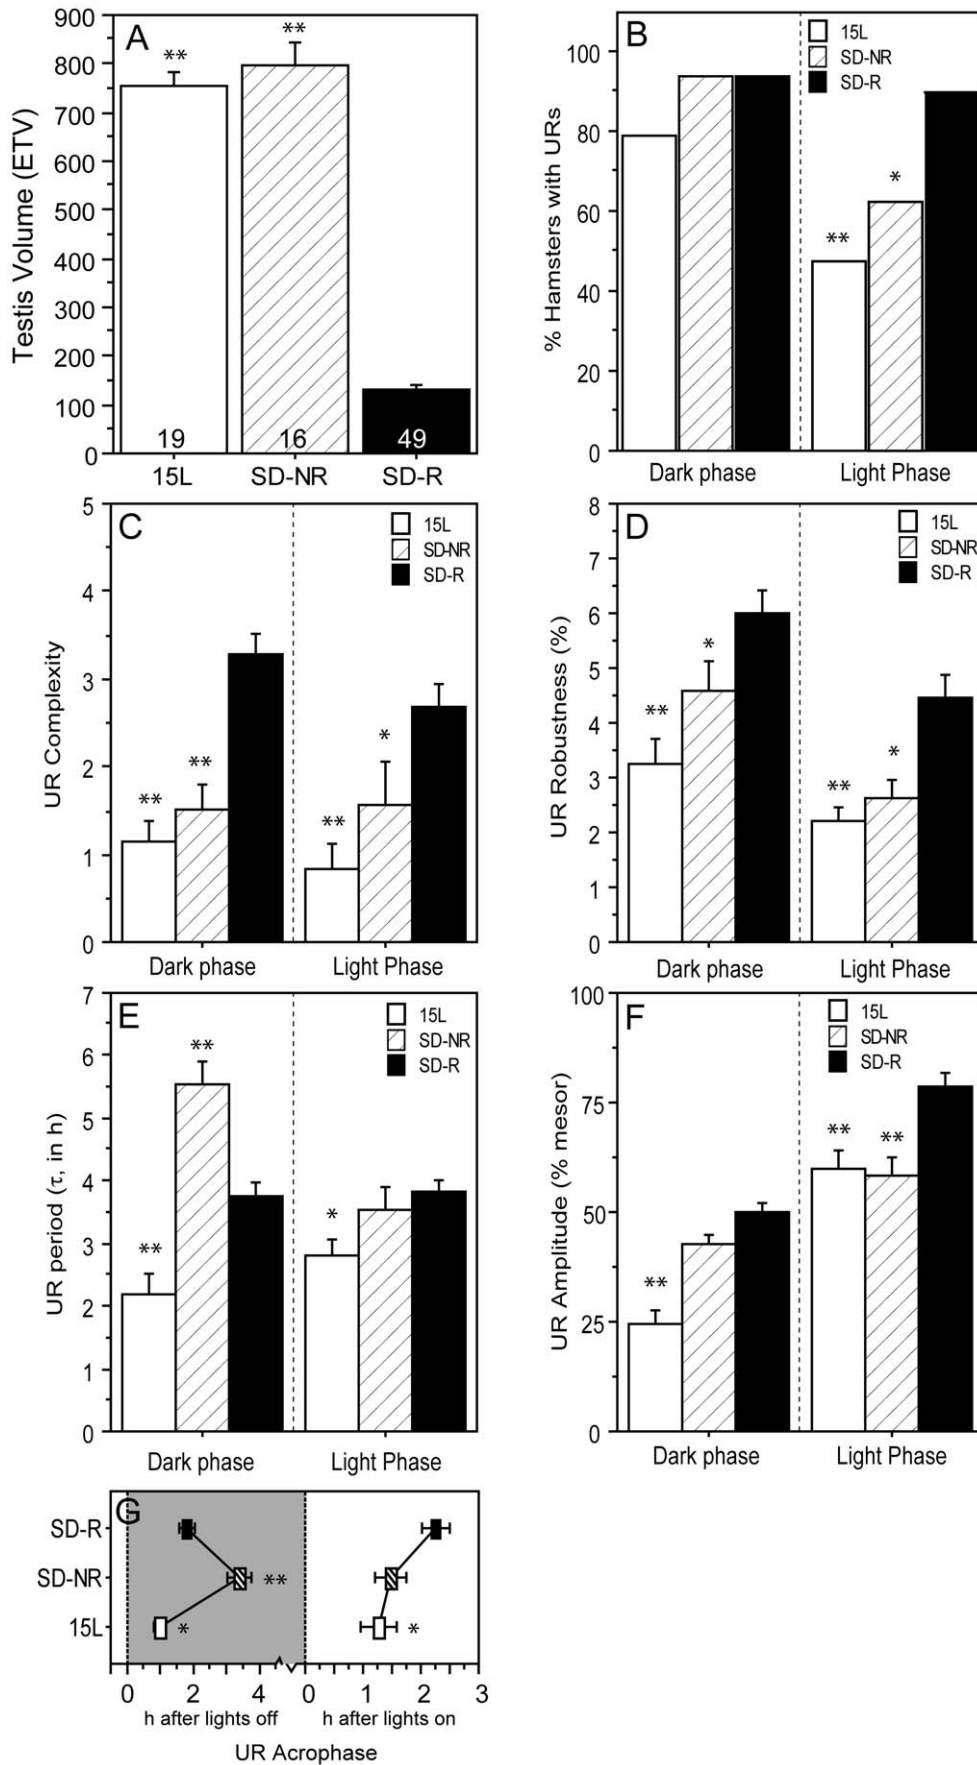 A
Testis Volume (ETV)
900
800
700
600
500
400
300
200
100
0
**
**
19
16
49
15L
SD-NR
SD-R
B
% Hamsters with URs
100
80
60
40
20
0
15L
SD-NR
SD-R
**
*
Dark phase
Light Phase
C
UR Complexity
5
4
3
2
1
0
15L
SD-NR
SD-R
**
**
**
*
Dark phase
Light Phase
D
UR Robustness (%)
8
7
6
5
4
3
2
1
0
15L
SD-NR
SD-R
**
*
**
*
Dark phase
Light Phase
E
UR period (τ, in h)
7
6
5
4
3
2
1
0
15L
SD-NR
SD-R
**
**
*
Dark phase
Light Phase
F
UR Amplitude (% mesor)
100
75
50
25
0
15L
SD-NR
SD-R
**
**
**
Dark phase
Light Phase
G
SD-R
SD-NR
**
15L
*
*
0 2 4 0 1 2 3
h after lights off h after lights on
UR Acrophase